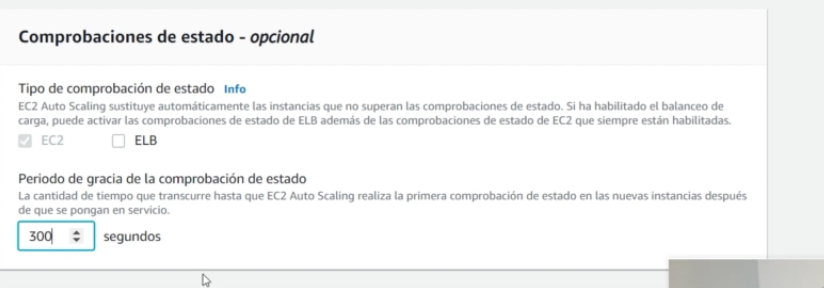 Comprobaciones de estado - opcional
Tipo de comprobación de estado Info
EC2 Auto Scaling sustituye automáticamente las instancias que no superan las comprobaciones de estado. Si ha habilitado el balanceo de
carga, puede activar las comprobaciones de estado de ELB además de las comprobaciones de estado de EC2 que siempre están habilitadas.
EC2 ELB
Periodo de gracia de la comprobación de estado
La cantidad de tiempo que transcurre hasta que EC2 Auto Scaling realiza la primera comprobación de estado en las nuevas instancias después
de que se pongan en servicio.
300 segundos